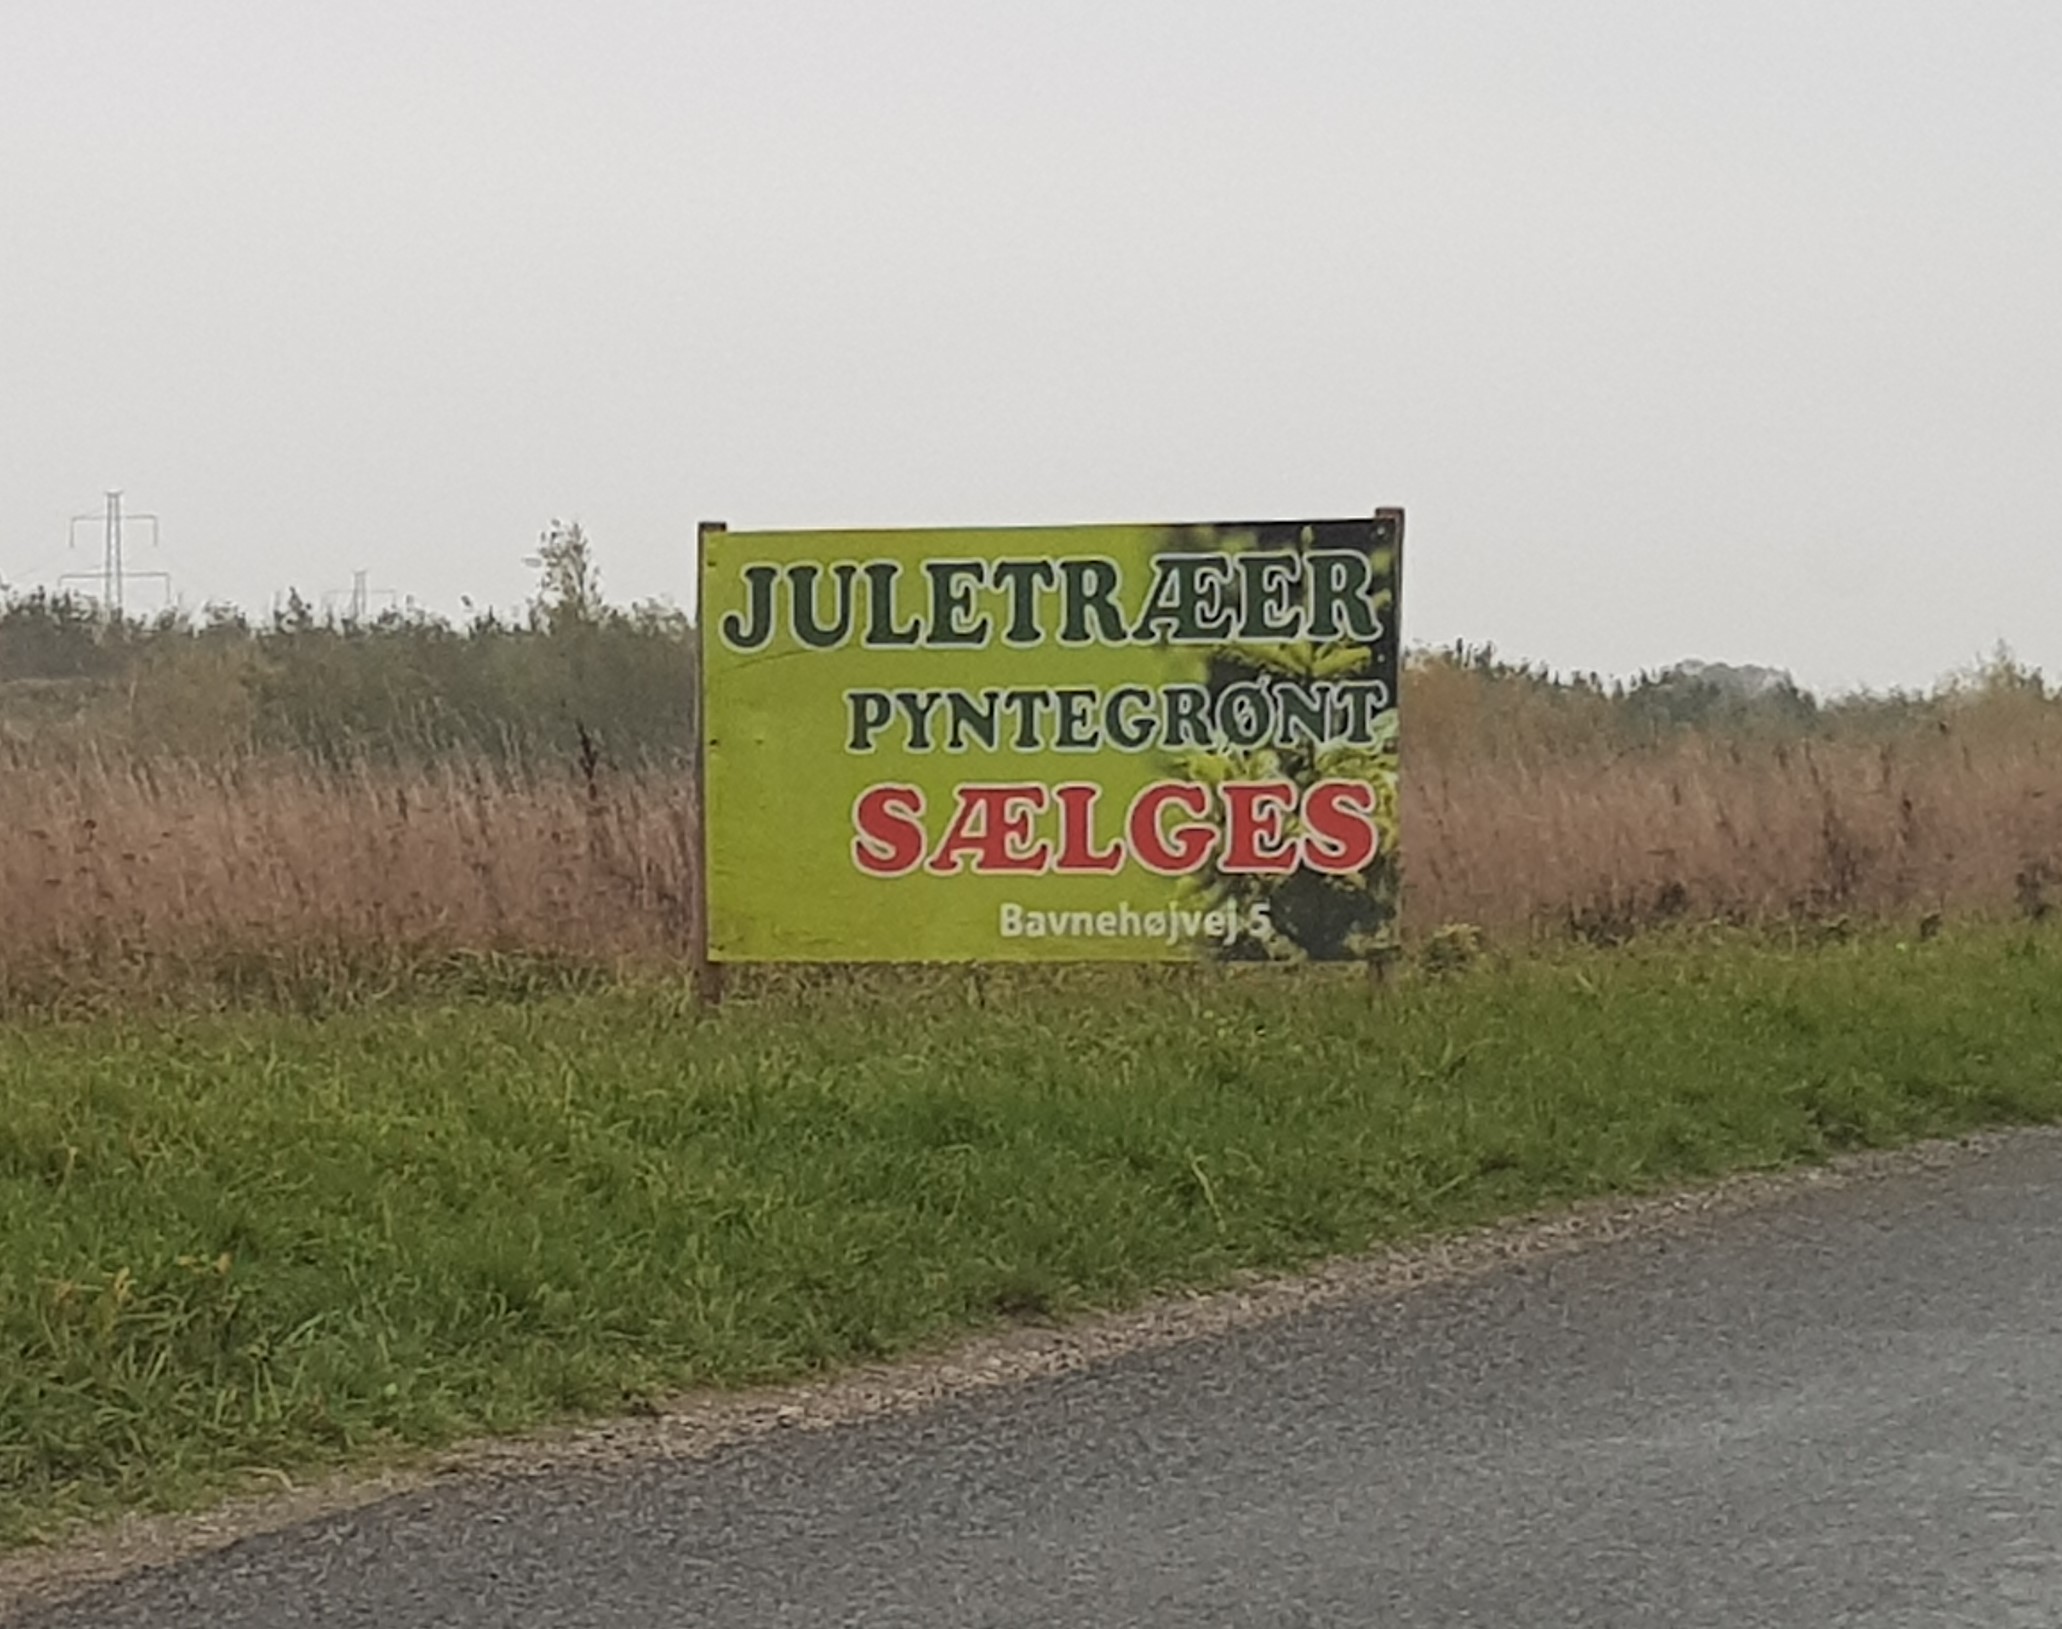 JULETRÆER
PYNTEGRØNT
SÆLGES
Bavnehøjvej 5